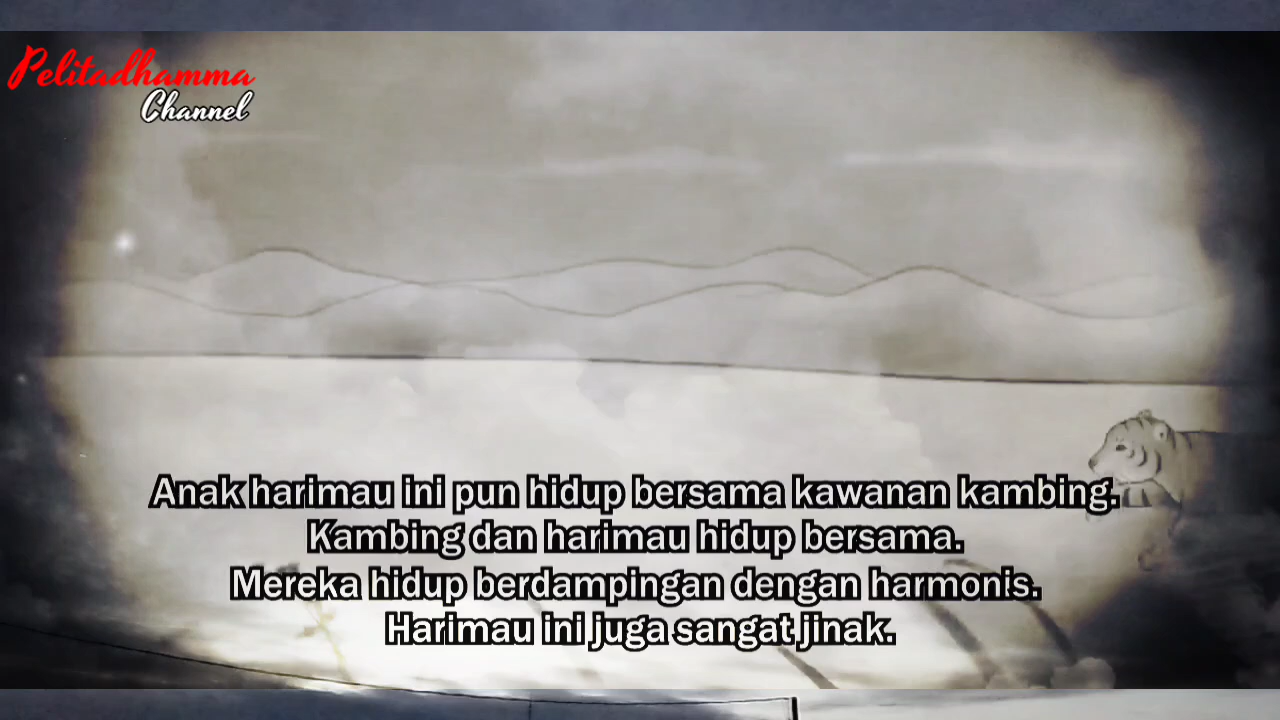 Pelitadhamma
Channel
Anak harimau ini pun hidup bersama kawanan kambing.
Kambing dan harimau hidup bersama.
Mereka hidup berdampingan dengan harmonis.
Harimau ini juga sangat jinak.